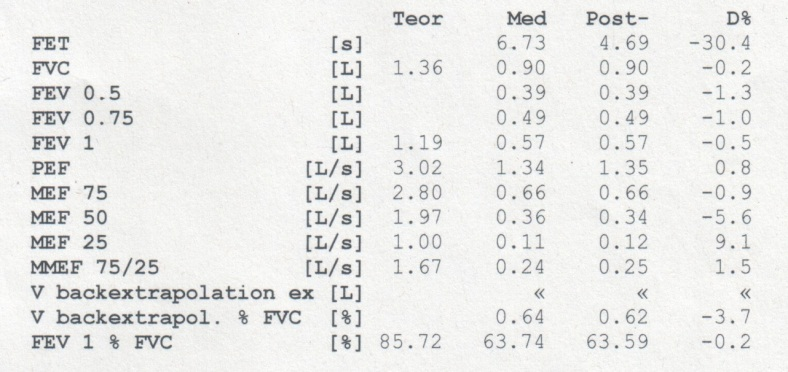 Teor Med Post- D%
FET [s] 6.73 4.69 -30.4
FVC [L] 1.36 0.90 0.90 -0.2
FEV 0.5 [L] 0.39 0.39 -1.3
FEV 0.75 [L] 0.49 0.49 -1.0
FEV 1 [L] 1.19 0.57 0.57 -0.5
PEF [L/s] 3.02 1.34 1.35 0.8
MEF 75 [L/s] 2.80 0.66 0.66 -0.9
MEF 50 [L/s] 1.97 0.36 0.34 -5.6
MEF 25 [L/s] 1.00 0.11 0.12 9.1
MMEF 75/25 [L/s] 1.67 0.24 0.25 1.5
V backextrapolation ex [L] « « «
V backextrapol. % FVC [%] 0.64 0.62 -3.7
FEV 1 % FVC [%] 85.72 63.74 63.59 -0.2